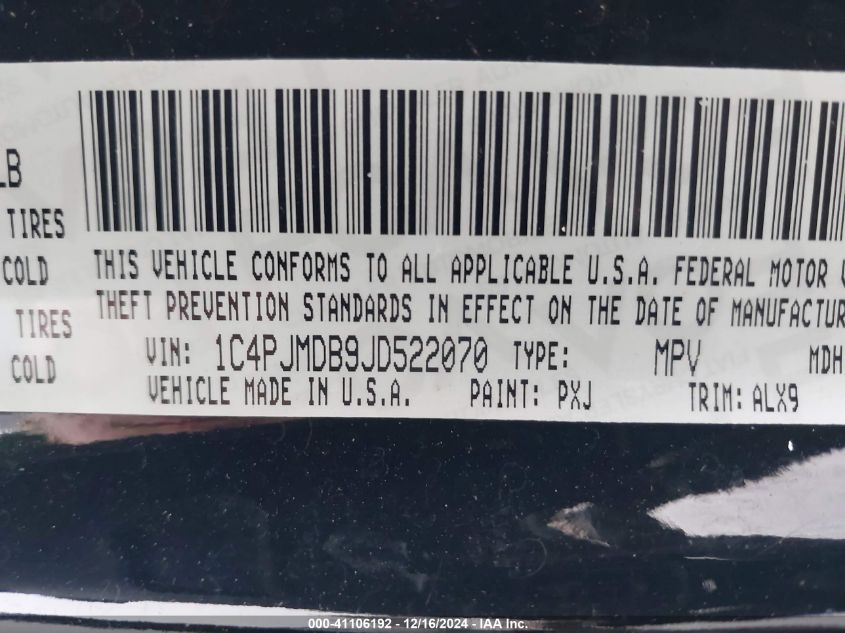 LB
TIRES
COLD THIS VEHICLE CONFORMS TO ALL APPLICABLE U.S.A. FEDERAL MOTOR V
THEFT PREVENTION STANDARDS IN EFFECT ON THE DATE OF MANUFACTUR
TIRES
VIN: 1C4PJMDB9JD522070 TYPE: MPV MDH
COLD
VEHICLE MADE IN U.S.A. PAINT: PXJ TRIM: ALX9
000-41106192 - 12/16/2024 - IAA Inc.